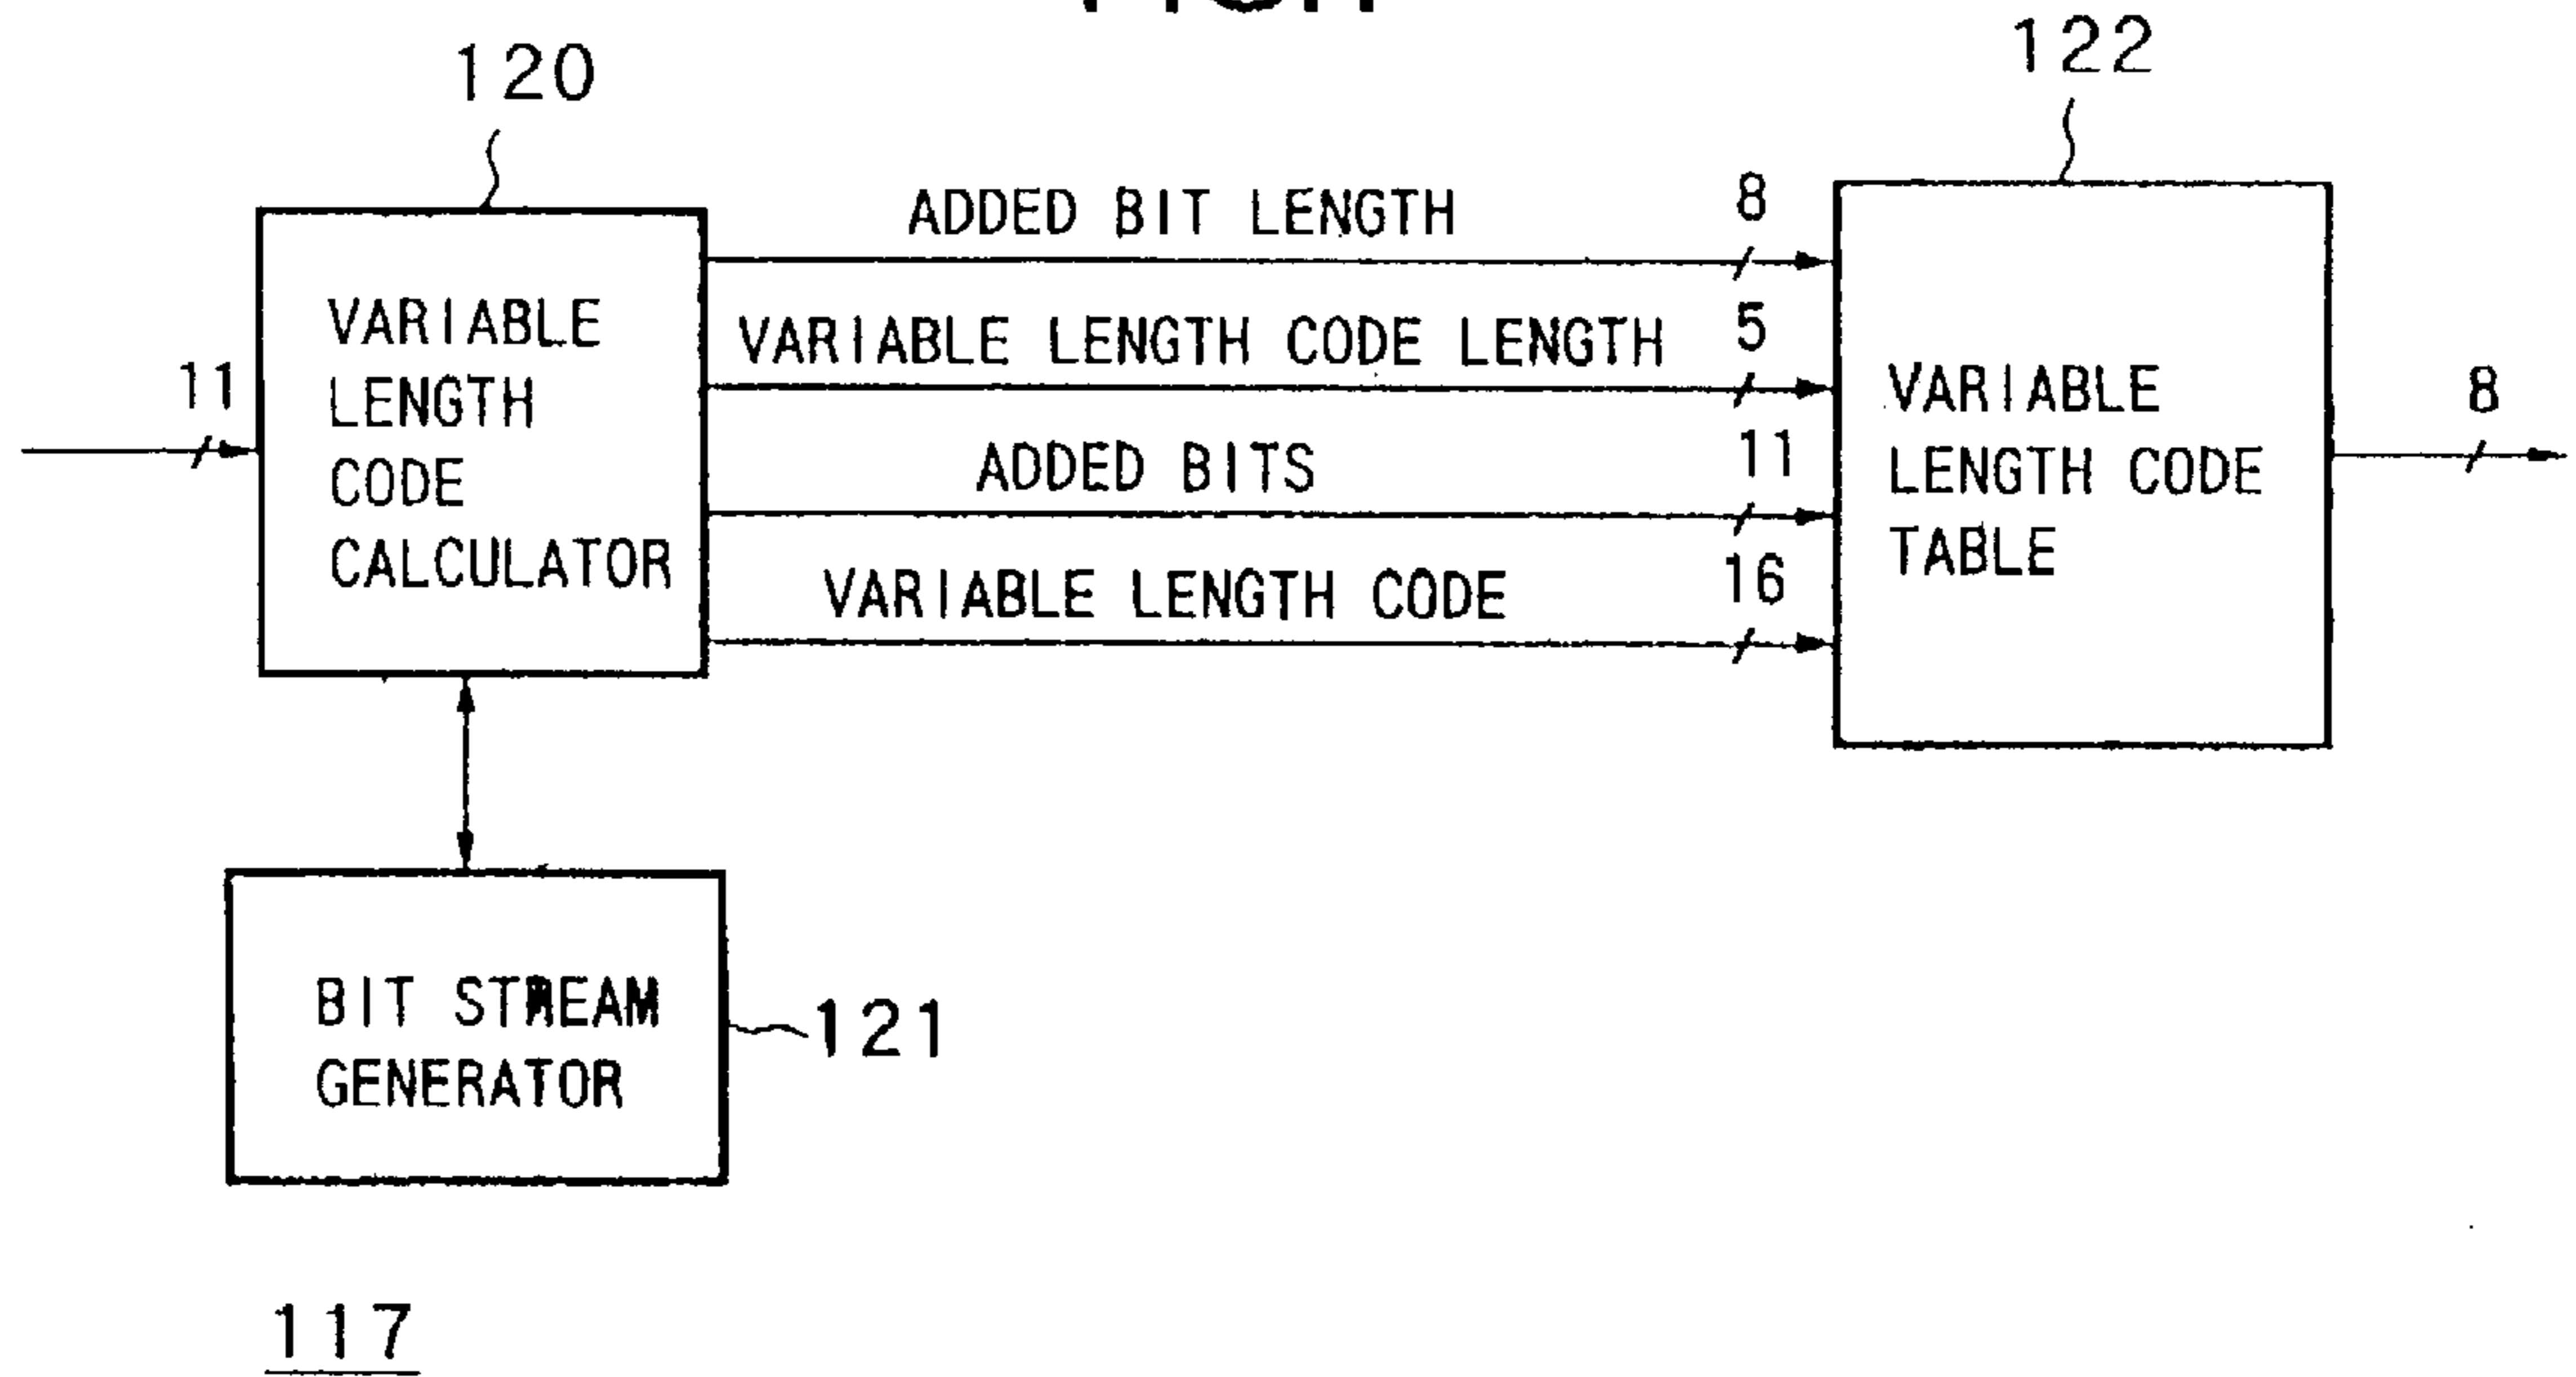 120
122
ADDED BIT LENGTH
8
VARIABLE LENGTH CODE LENGTH
5
ADDED BITS
11
VARIABLE LENGTH CODE
16
11
VARIABLE
LENGTH
CODE
CALCULATOR
VARIABLE
LENGTH CODE
TABLE
8
BIT STREAM
GENERATOR
121
117